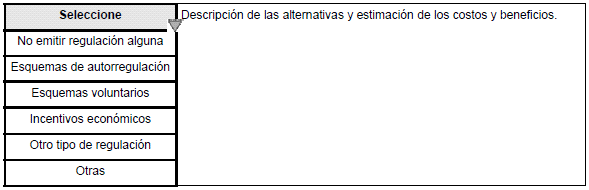 Seleccione
Descripción de las alternativas y estimación de los costos y beneficios.
No emitir regulación alguna
Esquemas de autorregulación
Esquemas voluntarios
Incentivos económicos
Otro tipo de regulación
Otras